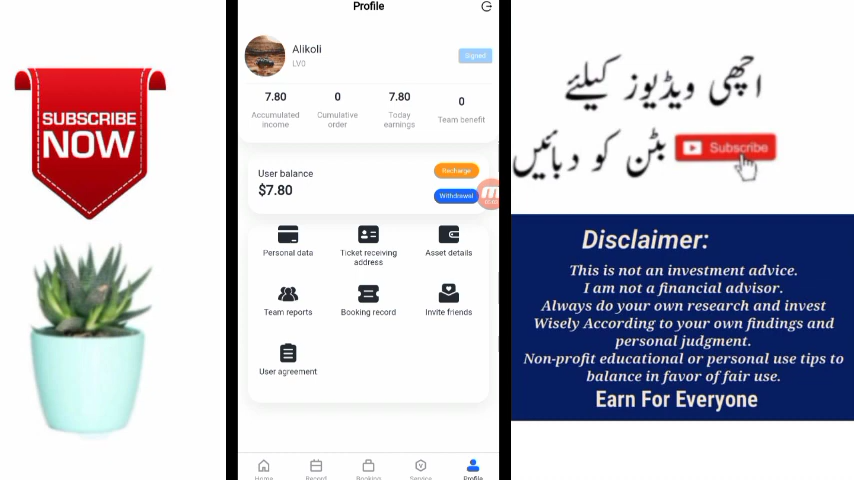 SUBSCRIBE
NOW
Profile
Alikoli
LV0
Signed
7.80
0
7.80
0
Accumulated
income
Cumulative
order
Today
earnings
Team benefit
User balance
$7.80
Recharge
Withdrawal
Personal data
Ticket receiving
address
Asset details
Team reports
Booking record
Invite friends
User agreement
Home
Record
Booking
Service
Profile
اچھی ویڈیوز کیلئے
بٹن کو دبائیں
Subscribe
Disclaimer:
This is not an investment advice.
I am not a financial advisor.
Always do your own research and invest
Wisely According to your own findings and
personal judgment.
Non-profit educational or personal use tips to
balance in favor of fair use.
Earn For Everyone